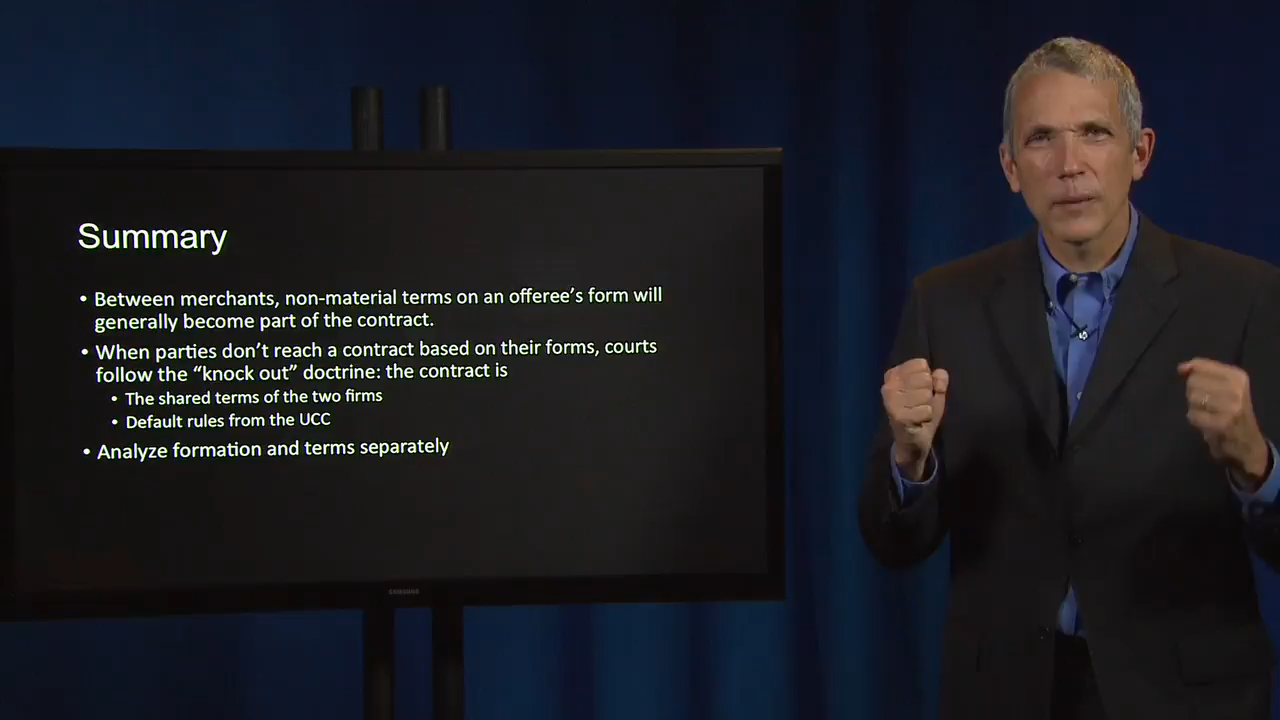 Summary
• Between merchants, non-material terms on an offeree's form will
generally become part of the contract.
• When parties don't reach a contract based on their forms, courts
follow the "knock out" doctrine: the contract is
• The shared terms of the two firms
• Default rules from the UCC
• Analyze formation and terms separately
SAMSUNG